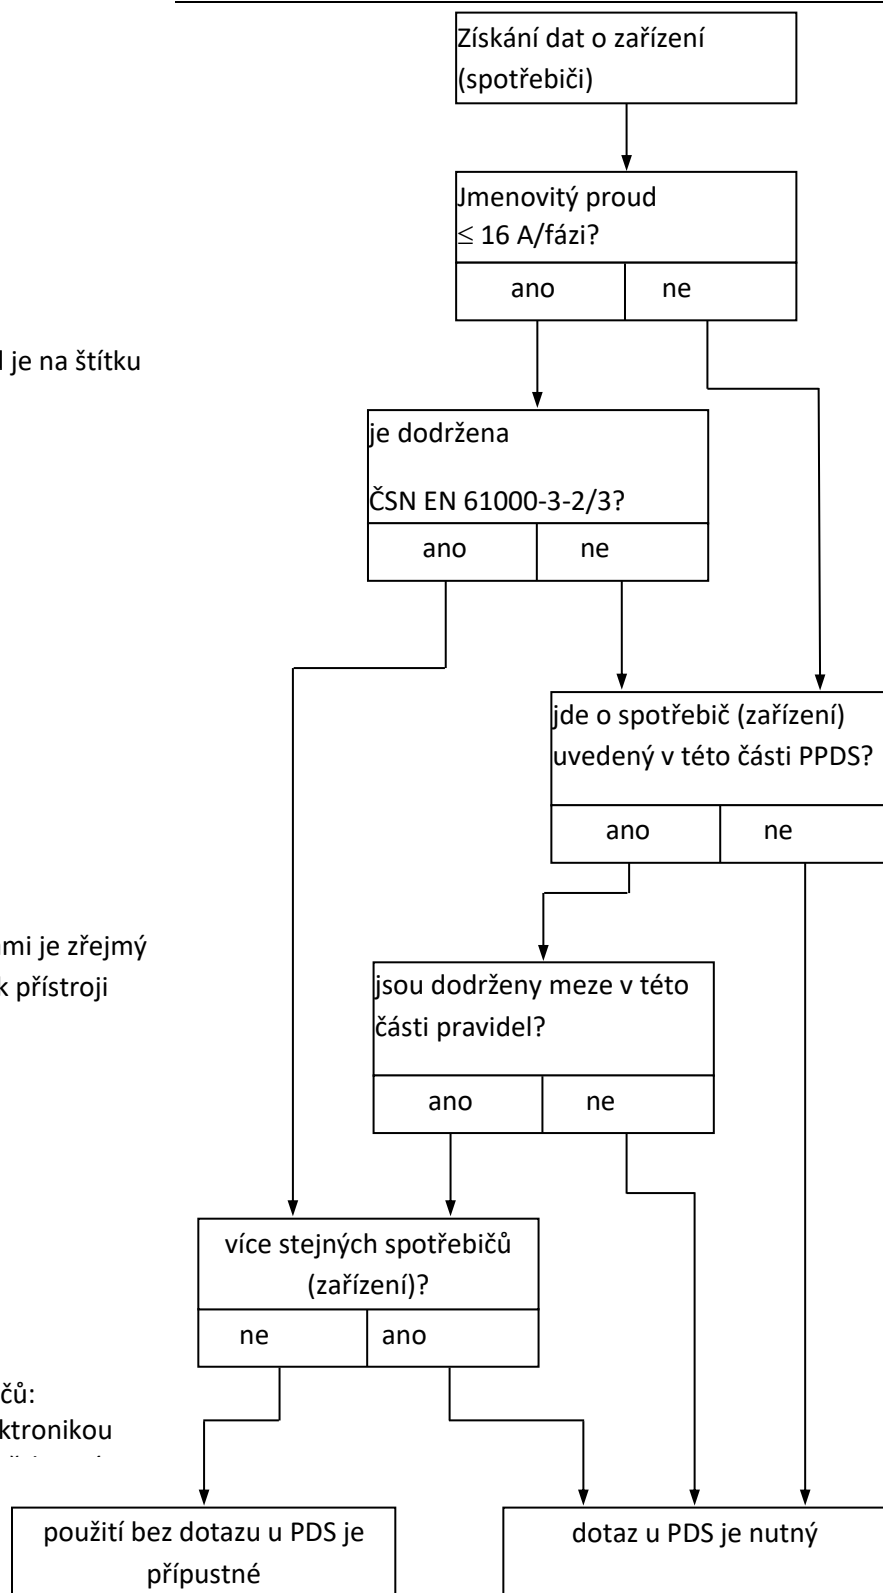 Získání dat o zařízení
(spotřebiči)
Jmenovitý proud
≤ 16 A/fázi?
ano ne
je na štítku
je dodržena
ČSN EN 61000-3-2/3?
ano ne
jde o spotřebič (zařízení)
uvedený v této části PPDS?
ano ne
je zřejmý
k přístroji
jsou dodrženy meze v této
části pravidel?
ano ne
více stejných spotřebičů
(zařízení)?
ne ano
použití bez dotazu u PDS je
přípustné
dotaz u PDS je nutný